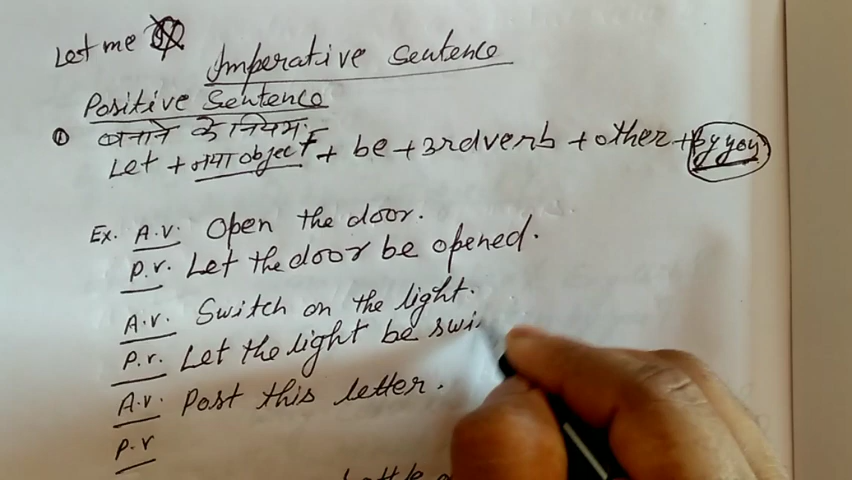 Let me
Imperative Sentence
Positive Sentence
① बनाने के नियम:
Let + नया object + be + 3rd verb + other + by you
Ex. A.V. Open the door.
P.V. Let the door be opened.
A.V. Switch on the light.
P.V. Let the light be swi
A.V. Post this letter.
P.V